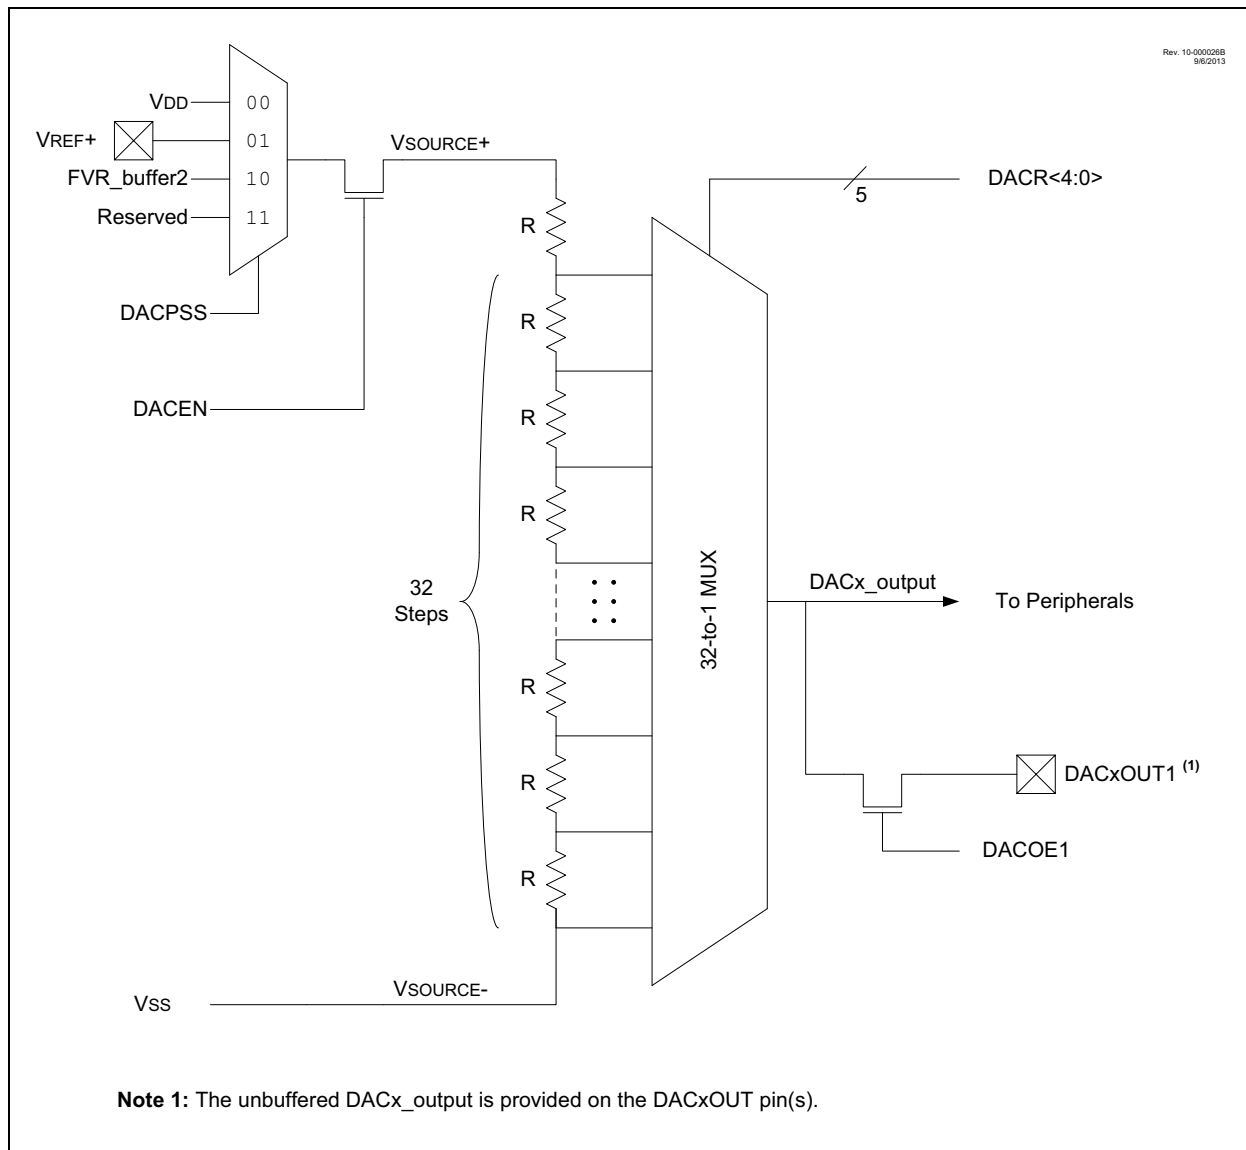 Rev. 10-000026B
9/6/2013
VDD
00
VREF+
01
FVR_buffer2
10
Reserved
11
DACPSS
DACEN
VSOURCE+
DACR<4:0>
5
R
R
R
R
32
Steps
R
R
R
32-to-1 MUX
DACx_output
To Peripherals
DACxOUT1 (1)
DACOE1
VSOURCE-
VSS
Note 1: The unbuffered DACx_output is provided on the DACxOUT pin(s).